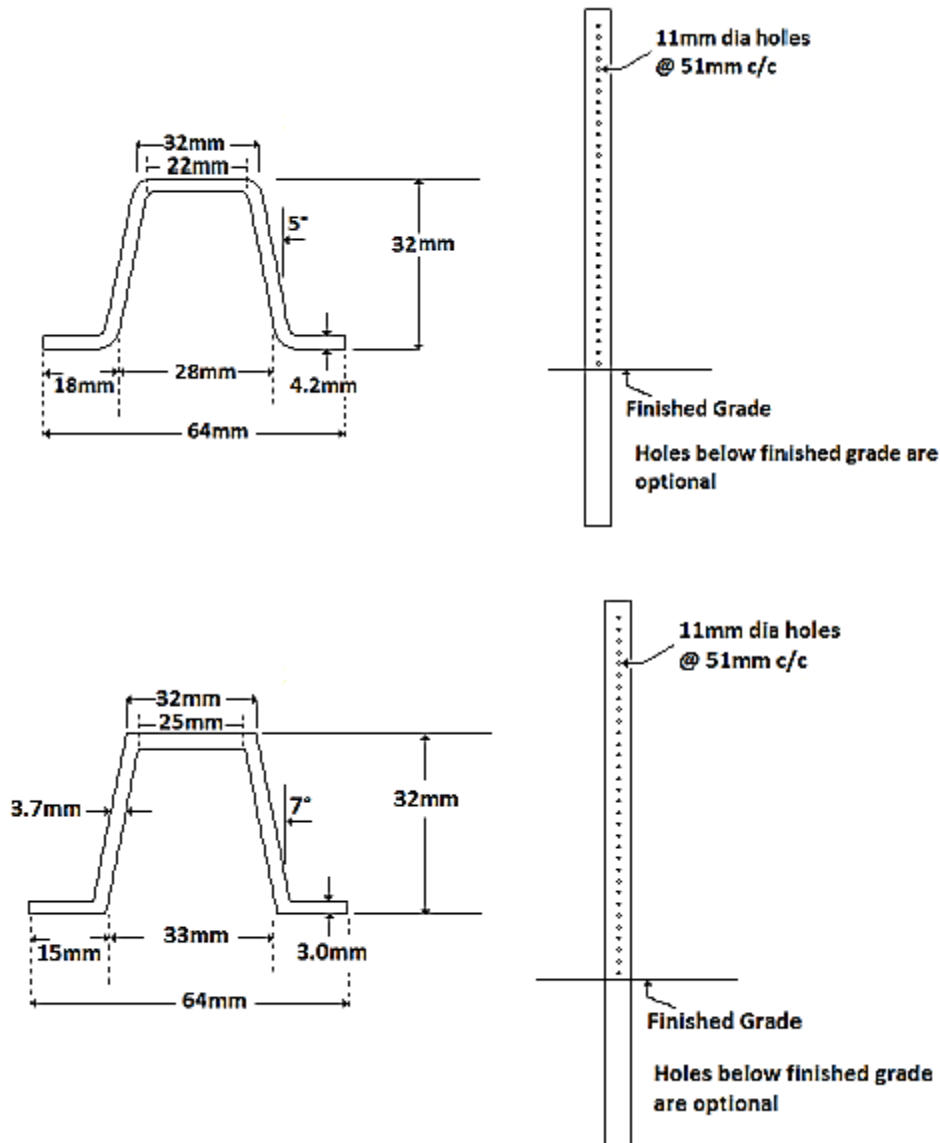 11mm dia holes
@ 51mm c/c
32mm
22mm
5°
32mm
18mm
28mm
4.2mm
64mm
Finished Grade
Holes below finished grade are
optional
11mm dia holes
@ 51mm c/c
32mm
25mm
3.7mm
7°
32mm
15mm
33mm
3.0mm
64mm
Finished Grade
Holes below finished grade
are optional